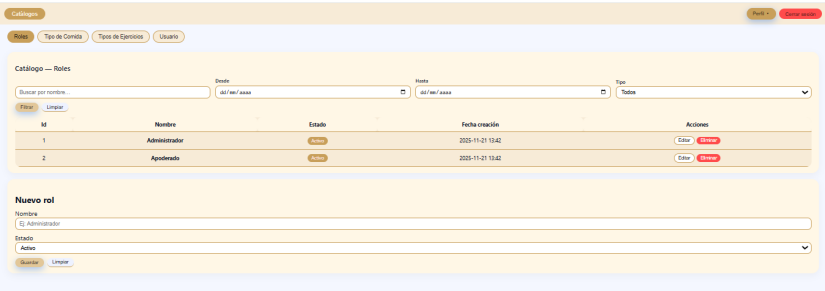 Catálogos Perfil Cerrar sesión
Roles Tipo de Comida Tipos de Ejercicios Usuario
Catálogo — Roles
Desde Hasta Tipo
Buscar por nombre... dd/mm/aaaa dd/mm/aaaa Todos
Filtrar Limpiar
Id Nombre Estado Fecha creación Acciones
1 Administrador Activo 2025-11-21 13:42 Editar Eliminar
2 Apoderado Activo 2025-11-21 13:42 Editar Eliminar
Nuevo rol
Nombre
Ej. Administrador
Estado
Activo
Guardar Limpiar